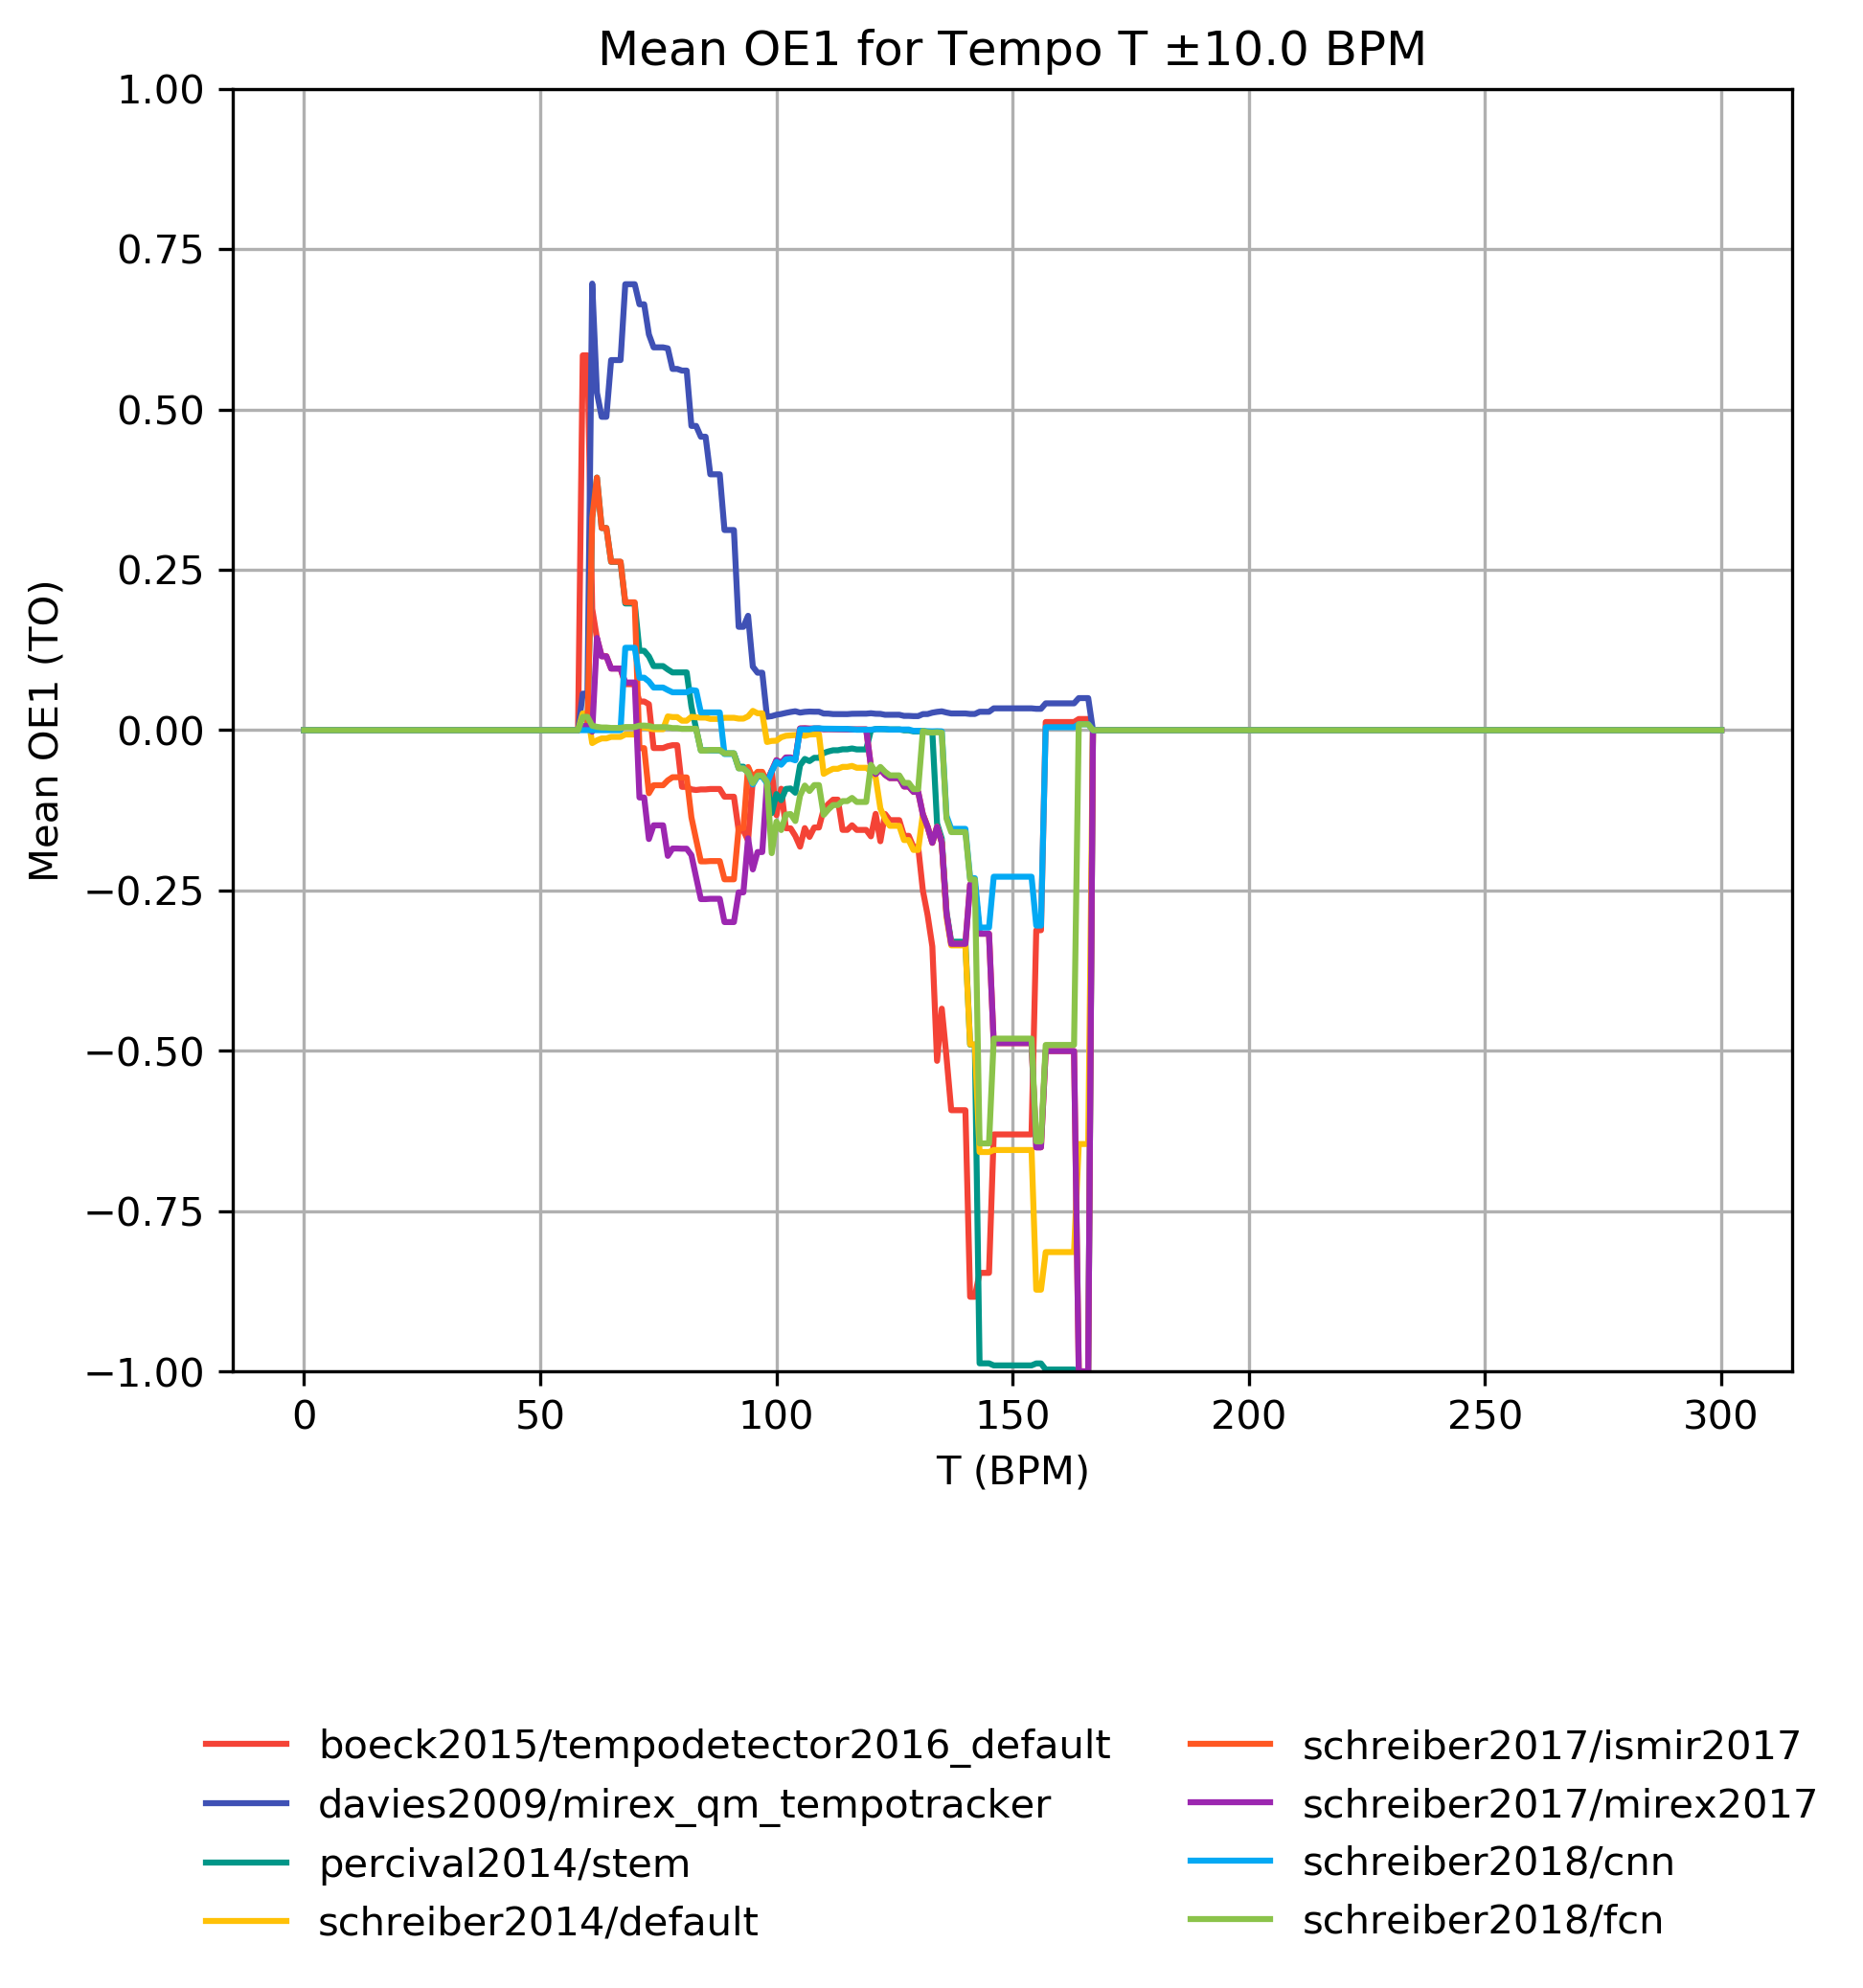 Mean OE1 for Tempo T ±10.0 BPM
1.00
0.75
0.50
0.25
0.00
−0.25
−0.50
−0.75
−1.00
Mean OE1 (TO)
0 50 100 150 200 250 300
T (BPM)
boeck2015/tempodetector2016_default
davies2009/mirex_qm_tempotracker
percival2014/stem
schreiber2014/default
schreiber2017/ismir2017
schreiber2017/mirex2017
schreiber2018/cnn
schreiber2018/fcn